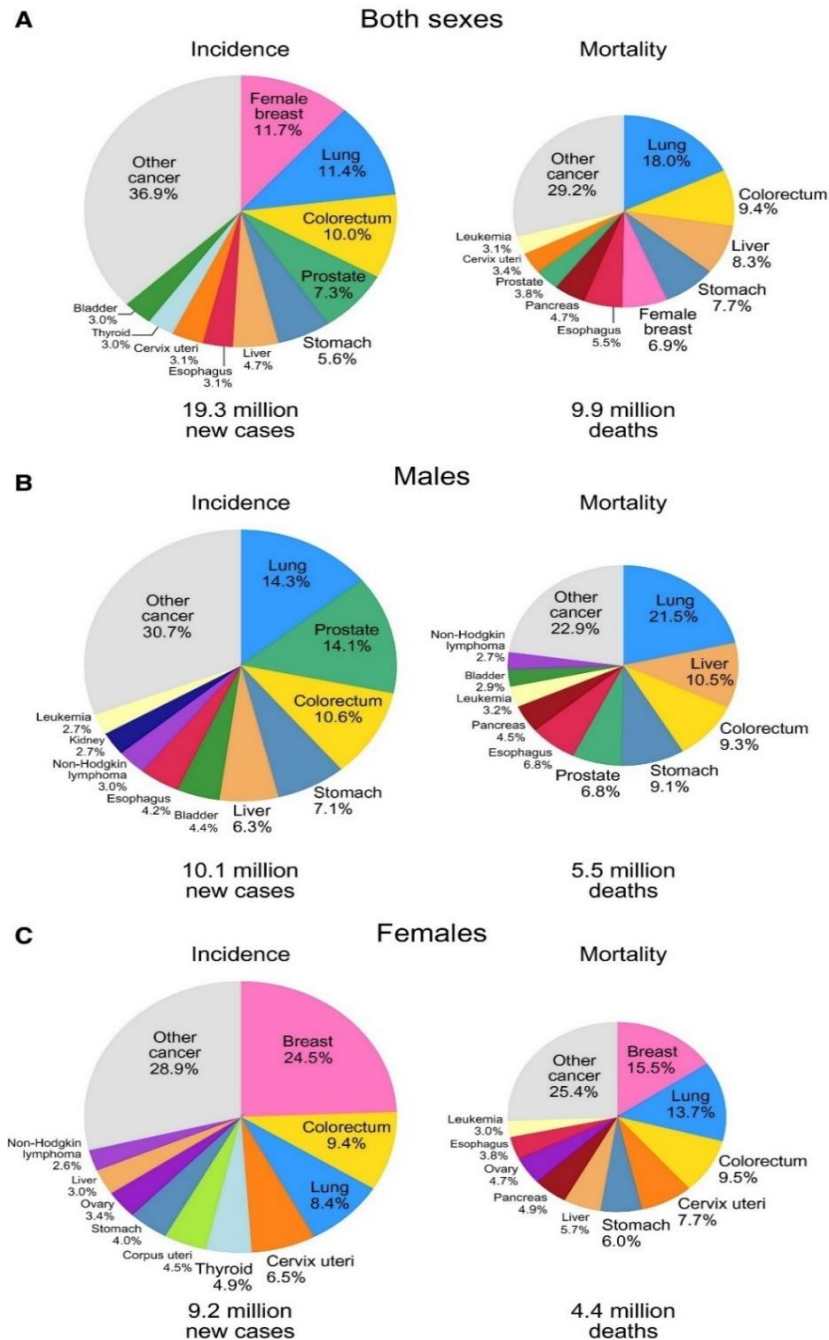 A
Both sexes
Incidence
Mortality
Female
breast
11.7%
Lung
11.4%
Colorectum
10.0%
Prostate
7.3%
Stomach
5.6%
Liver
4.7%
Esophagus
3.1%
Cervix uteri
3.1%
Thyroid
3.0%
Bladder
3.0%
Other
cancer
36.9%
19.3 million
new cases
Lung
18.0%
Colorectum
9.4%
Liver
8.3%
Stomach
7.7%
Female
breast
6.9%
Esophagus
5.5%
Pancreas
4.7%
Prostate
3.8%
Cervix uteri
3.4%
Leukemia
3.1%
Other
cancer
29.2%
9.9 million
deaths
B
Males
Incidence
Mortality
Lung
14.3%
Prostate
14.1%
Colorectum
10.6%
Stomach
7.1%
Liver
6.3%
Bladder
4.4%
Esophagus
4.2%
Non-Hodgkin
lymphoma
3.0%
Kidney
2.7%
Leukemia
2.7%
Other
cancer
30.7%
10.1 million
new cases
Lung
21.5%
Liver
10.5%
Colorectum
9.3%
Stomach
9.1%
Prostate
6.8%
Esophagus
6.8%
Pancreas
4.5%
Leukemia
3.2%
Bladder
2.9%
Non-Hodgkin
lymphoma
2.7%
Other
cancer
22.9%
5.5 million
deaths
C
Females
Incidence
Mortality
Breast
24.5%
Colorectum
9.4%
Lung
8.4%
Cervix uteri
6.5%
Thyroid
4.9%
Corpus uteri
4.5%
Stomach
4.0%
Ovary
3.4%
Liver
3.0%
Non-Hodgkin
lymphoma
2.6%
Other
cancer
28.9%
9.2 million
new cases
Breast
15.5%
Lung
13.7%
Colorectum
9.5%
Cervix uteri
7.7%
Stomach
6.0%
Liver
5.7%
Pancreas
4.9%
Ovary
4.7%
Esophagus
3.8%
Leukemia
3.0%
Other
cancer
25.4%
4.4 million
deaths